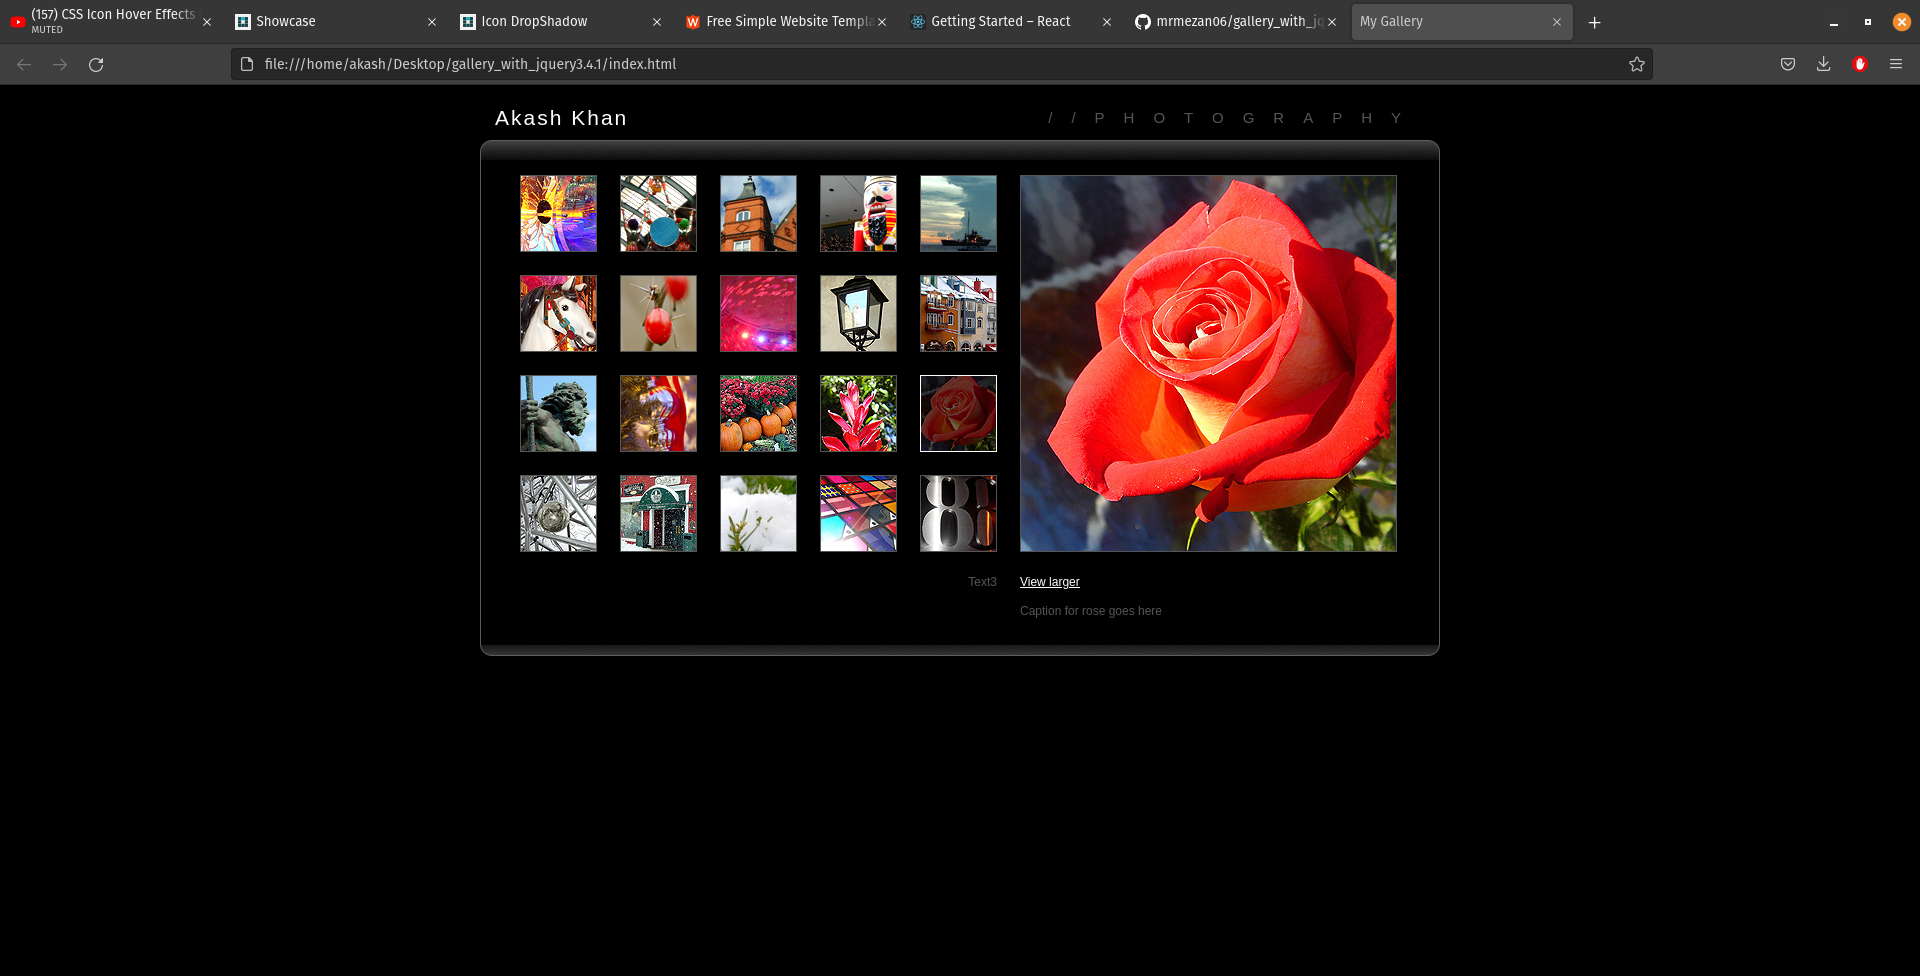 (157) CSS Icon Hover Effects
MUTED
Showcase
Icon DropShadow
Free Simple Website Templa
Getting Started – React
mrmezan06/gallery_with_jq
My Gallery
file:///home/akash/Desktop/gallery_with_jquery3.4.1/index.html
Akash Khan
//PHOTOGRAPHY
Text3
View larger
Caption for rose goes here